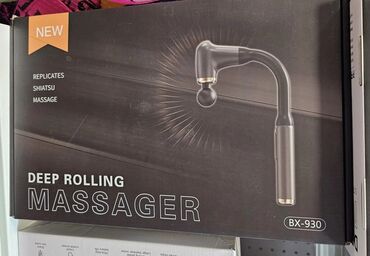 NEW
REPLICATES
SHIATSU
MASSAGE
DEEP ROLLING
MASSAGER
BX-930